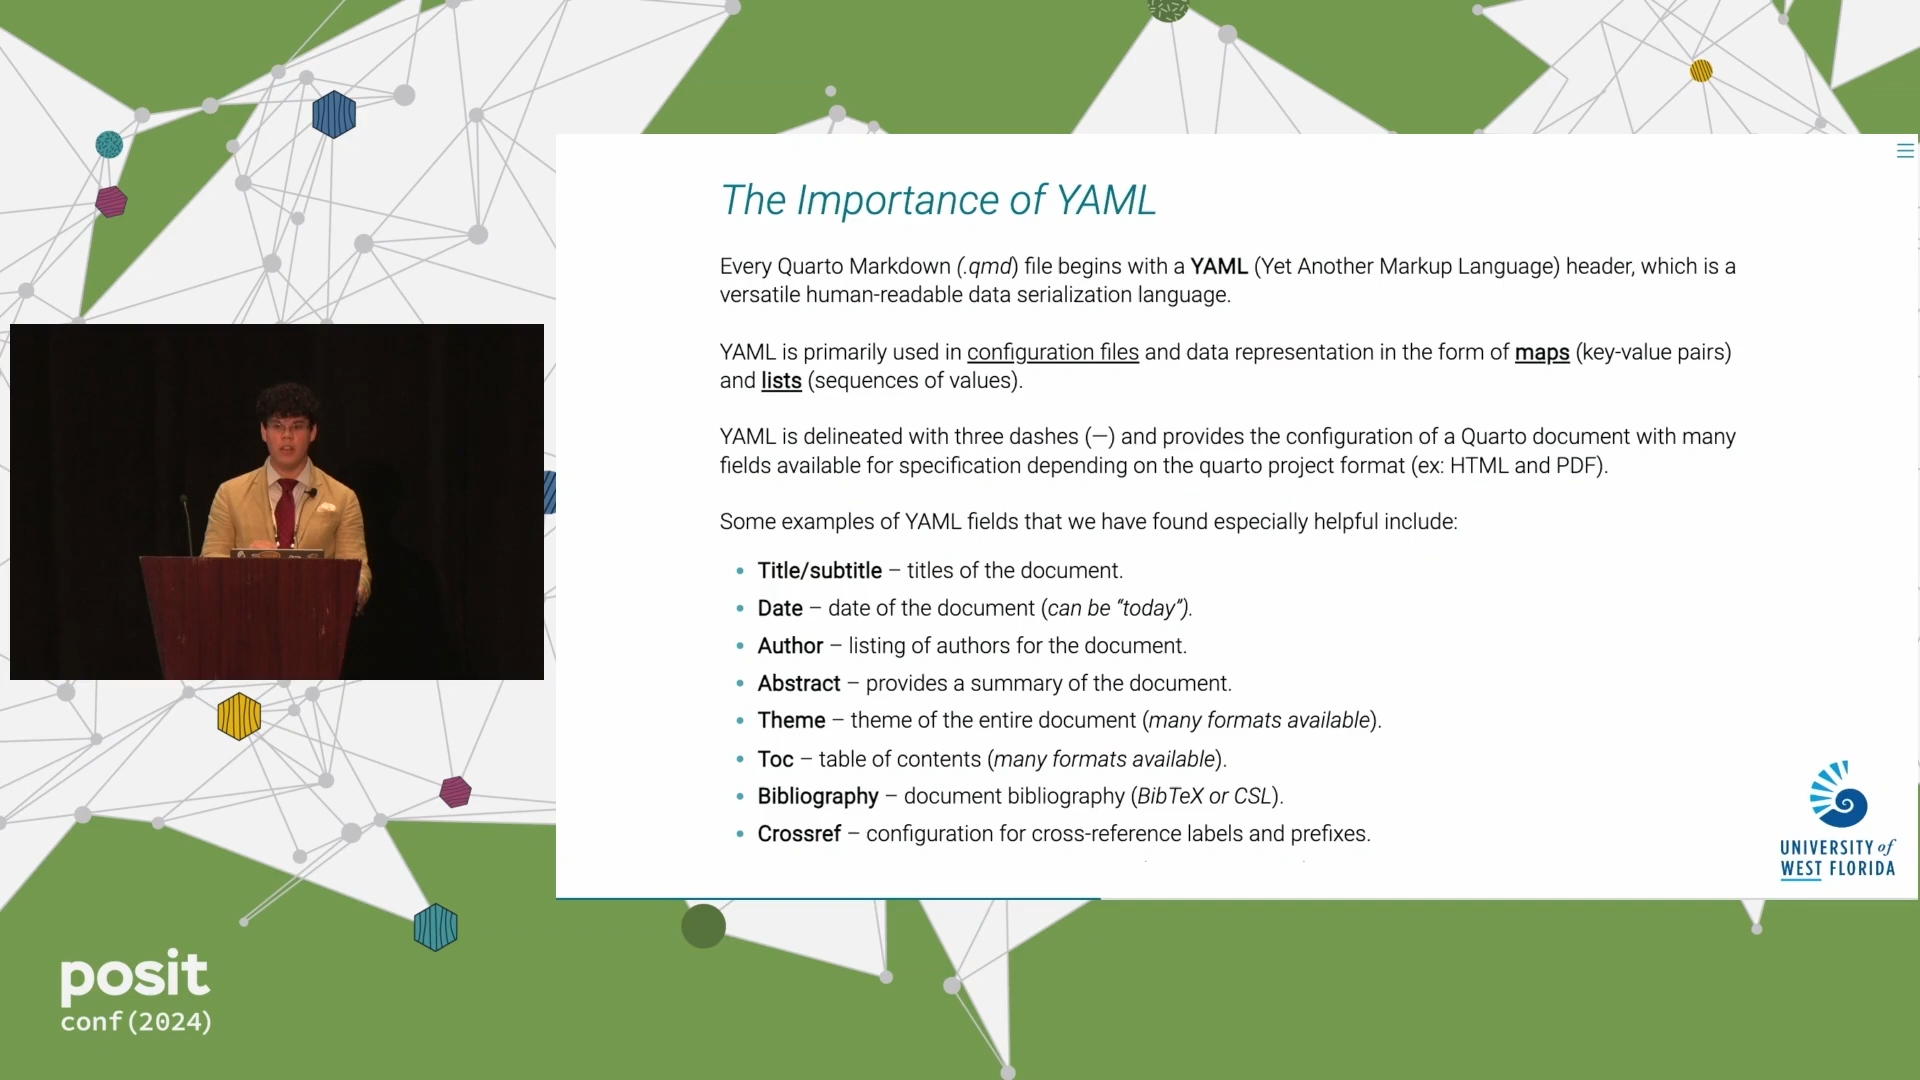 The Importance of YAML
Every Quarto Markdown (.qmd) file begins with a YAML (Yet Another Markup Language) header, which is a
versatile human-readable data serialization language.
YAML is primarily used in configuration files and data representation in the form of maps (key-value pairs)
and lists (sequences of values).
YAML is delineated with three dashes (—) and provides the configuration of a Quarto document with many
fields available for specification depending on the quarto project format (ex: HTML and PDF).
Some examples of YAML fields that we have found especially helpful include:
• Title/subtitle – titles of the document.
• Date – date of the document (can be “today”).
• Author – listing of authors for the document.
• Abstract – provides a summary of the document.
• Theme – theme of the entire document (many formats available).
• Toc – table of contents (many formats available).
• Bibliography – document bibliography (BibTeX or CSL).
• Crossref – configuration for cross-reference labels and prefixes.
UNIVERSITY of
WEST FLORIDA
posit
conf(2024)